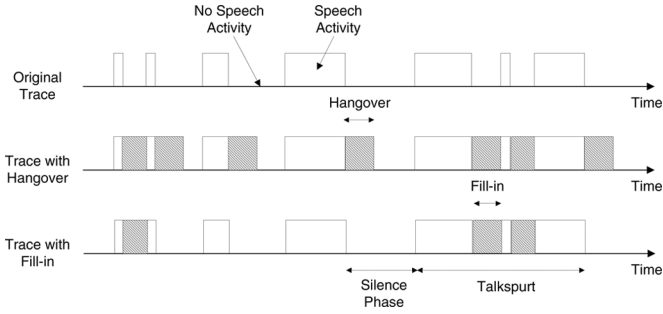 No Speech
Activity
Speech
Activity
Original
Trace
Time
Hangover
Trace with
Hangover
Time
Fill-in
Trace with
Fill-in
Time
Silence
Phase
Talkspurt